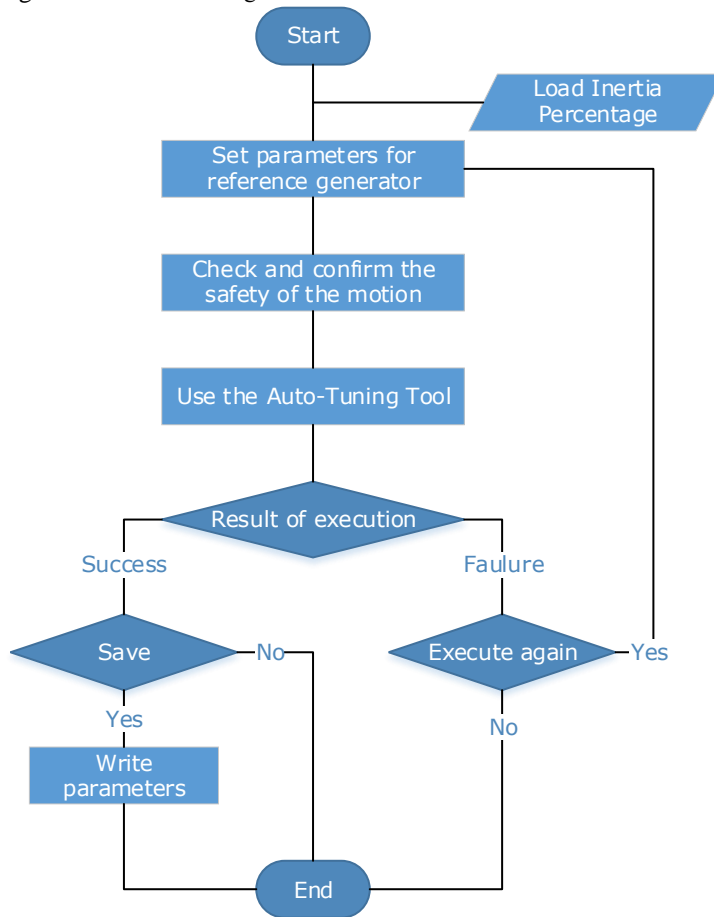 Start
Load Inertia
Percentage
Set parameters for
reference generator
Check and confirm the
safety of the motion
Use the Auto-Tuning Tool
Result of execution
Success
Faulure
Save
No
Execute again
Yes
Yes
No
Write
parameters
End